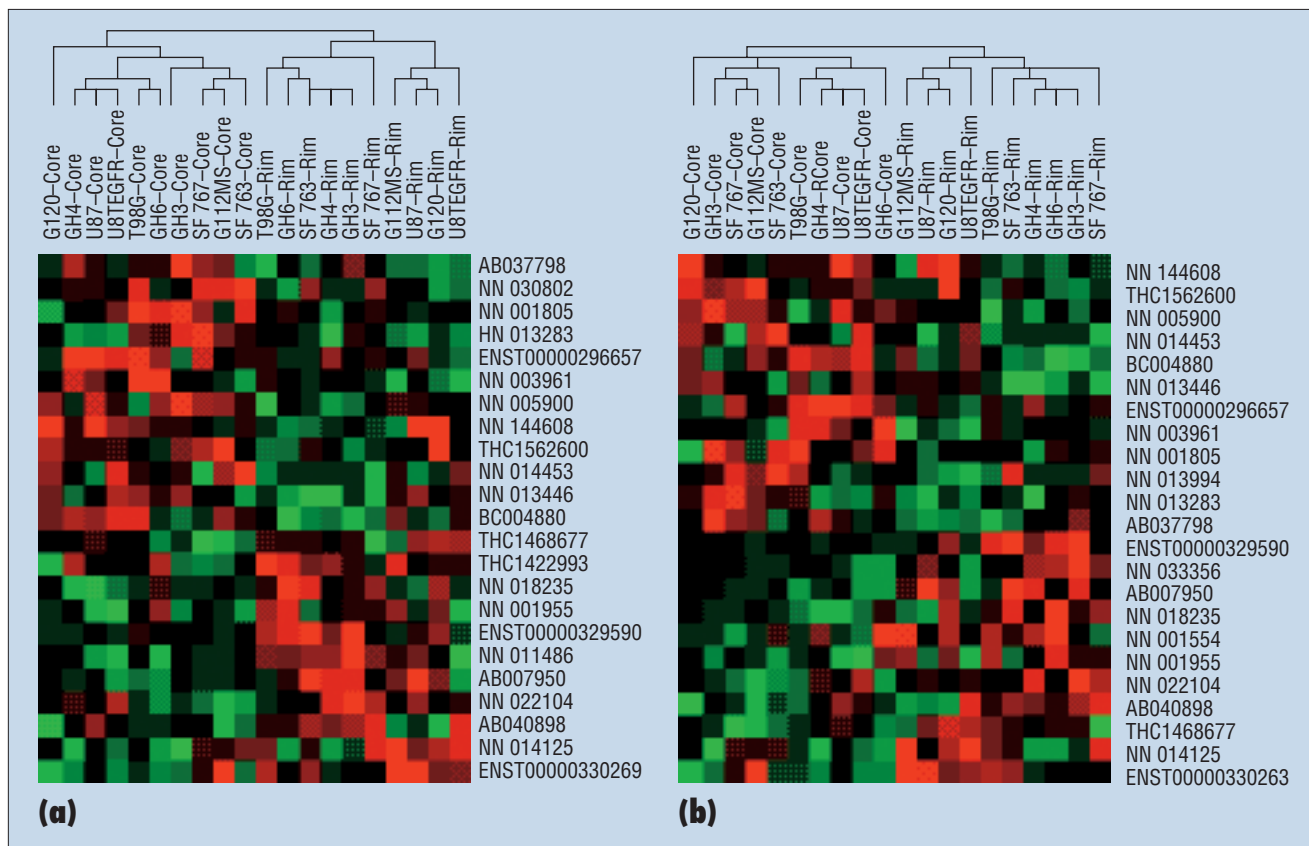 G120–Core
GH4–Core
U87–Core
U8TEGFR–Core
T98G–Core
GH6–Core
GH3–Core
SF 767–Core
G112MS–Core
SF 763–Core
T98G–Rim
GH6–Rim
SF 763–Rim
GH4–Rim
GH3–Rim
SF 767–Rim
G112MS–Rim
U87–Rim
G120–Rim
U8TEGFR–Rim
AB037798
NN 030802
NN 001805
HN 013283
ENST00000296657
NN 003961
NN 005900
NN 144608
THC1562600
NN 014453
NN 013446
BC004880
THC1468677
THC1422993
NN 018235
NN 001955
ENST00000329590
NN 011486
AB007950
NN 022104
AB040898
NN 014125
ENST00000330269
(a)
G120–Core
GH3–Core
SF 767–Core
G112MS–Core
SF 763–Core
T98G–Core
GH4–RCore
U87–Core
U8TEGFR–Core
GH6–Core
G112MS–Rim
U87–Rim
G120–Rim
U8TEGFR–Rim
T98G–Rim
SF 763–Rim
GH4–Rim
GH6–Rim
GH3–Rim
SF 767–Rim
NN 144608
THC1562600
NN 005900
NN 014453
BC004880
NN 013446
ENST00000296657
NN 003961
NN 001805
NN 013994
NN 013283
AB037798
ENST00000329590
NN 033356
AB007950
NN 018235
NN 001554
NN 001955
NN 022104
AB040898
THC1468677
NN 014125
ENST00000330263
(b)